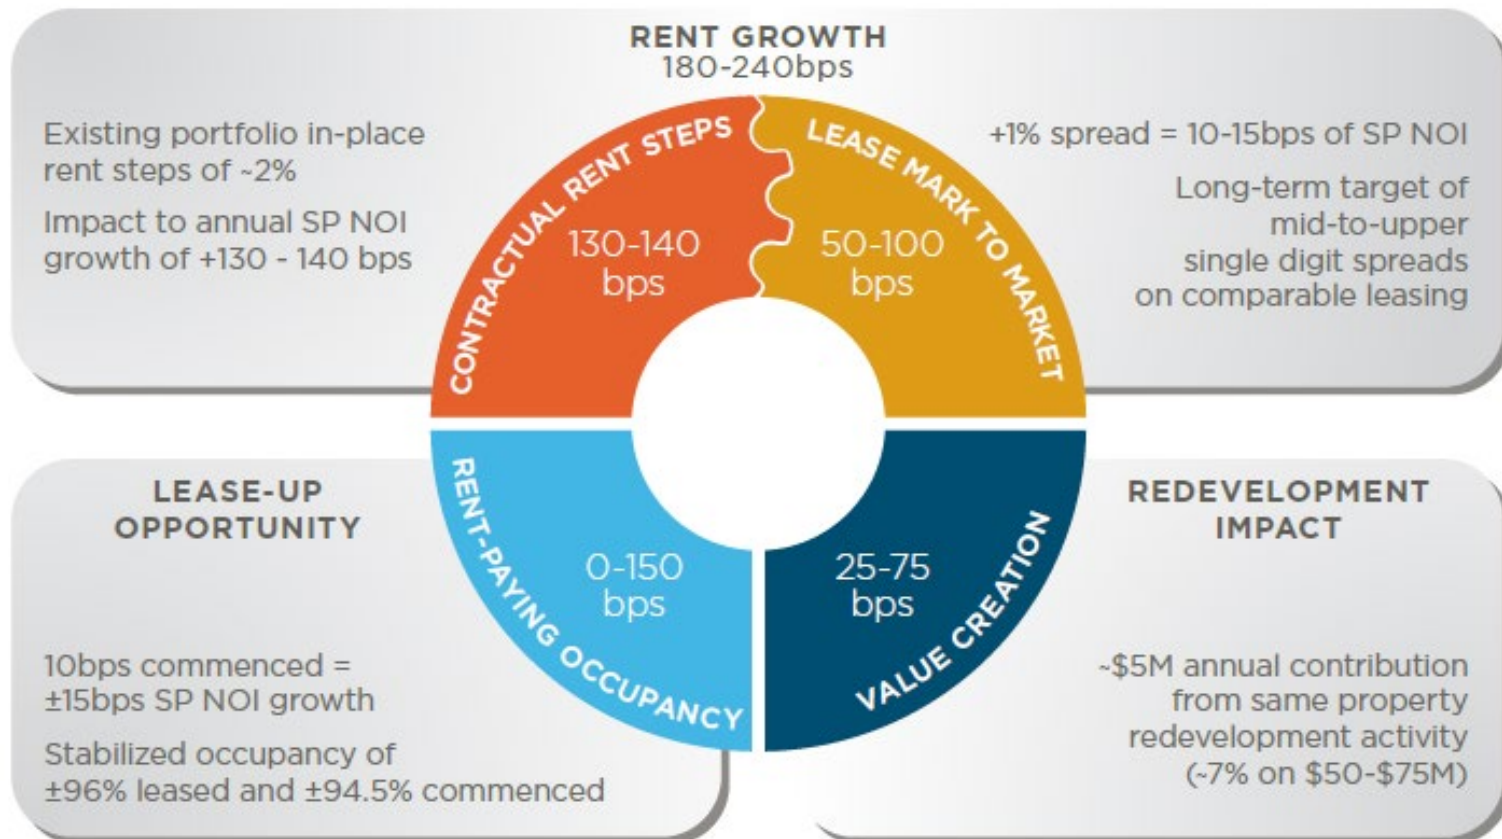 RENT GROWTH
180-240bps
Existing portfolio in-place
rent steps of ~2%
Impact to annual SP NOI
growth of +130 - 140 bps
CONTRACTUAL RENT STEPS
130-140
bps
LEASE MARK TO MARKET
50-100
bps
+1% spread = 10-15bps of SP NOI
Long-term target of
mid-to-upper
single digit spreads
on comparable leasing
LEASE-UP
OPPORTUNITY
10bps commenced =
±15bps SP NOI growth
Stabilized occupancy of
±96% leased and ±94.5% commenced
RENT-PAYING OCCUPANCY
0-150
bps
VALUE CREATION
25-75
bps
REDEVELOPMENT
IMPACT
~$5M annual contribution
from same property
redevelopment activity
(~7% on $50-$75M)